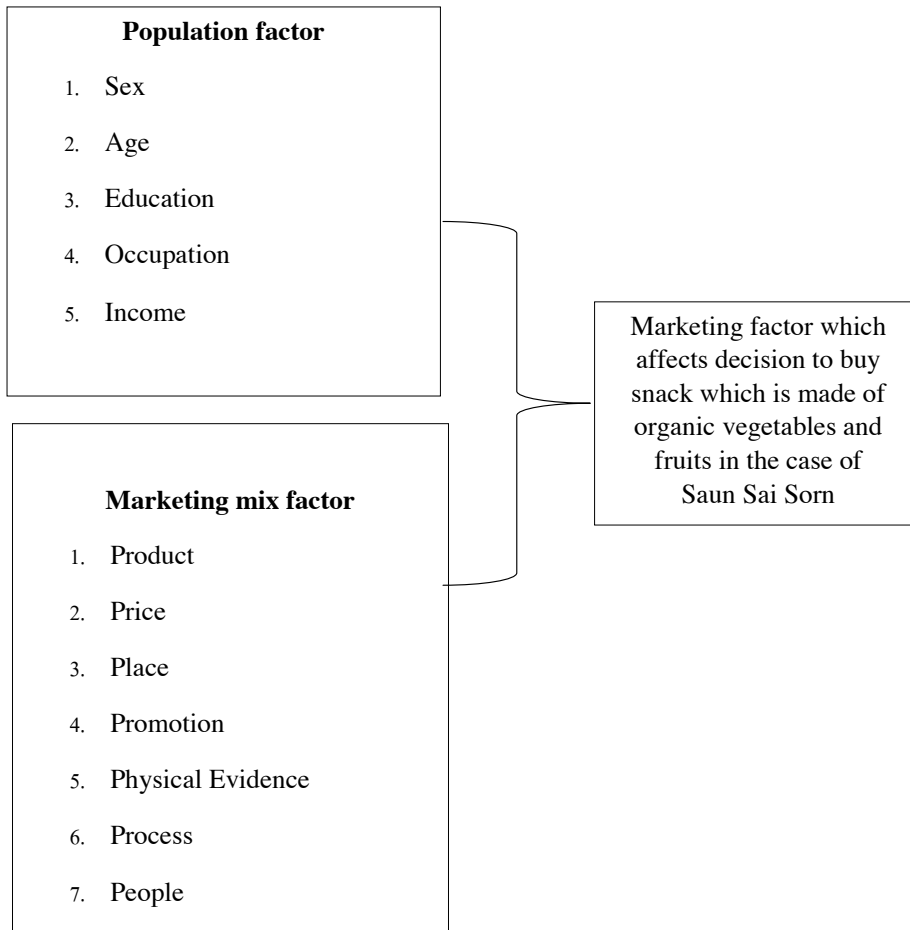 Population factor
1. Sex
2. Age
3. Education
4. Occupation
5. Income
Marketing mix factor
1. Product
2. Price
3. Place
4. Promotion
5. Physical Evidence
6. Process
7. People
Marketing factor which
affects decision to buy
snack which is made of
organic vegetables and
fruits in the case of
Saun Sai Sorn